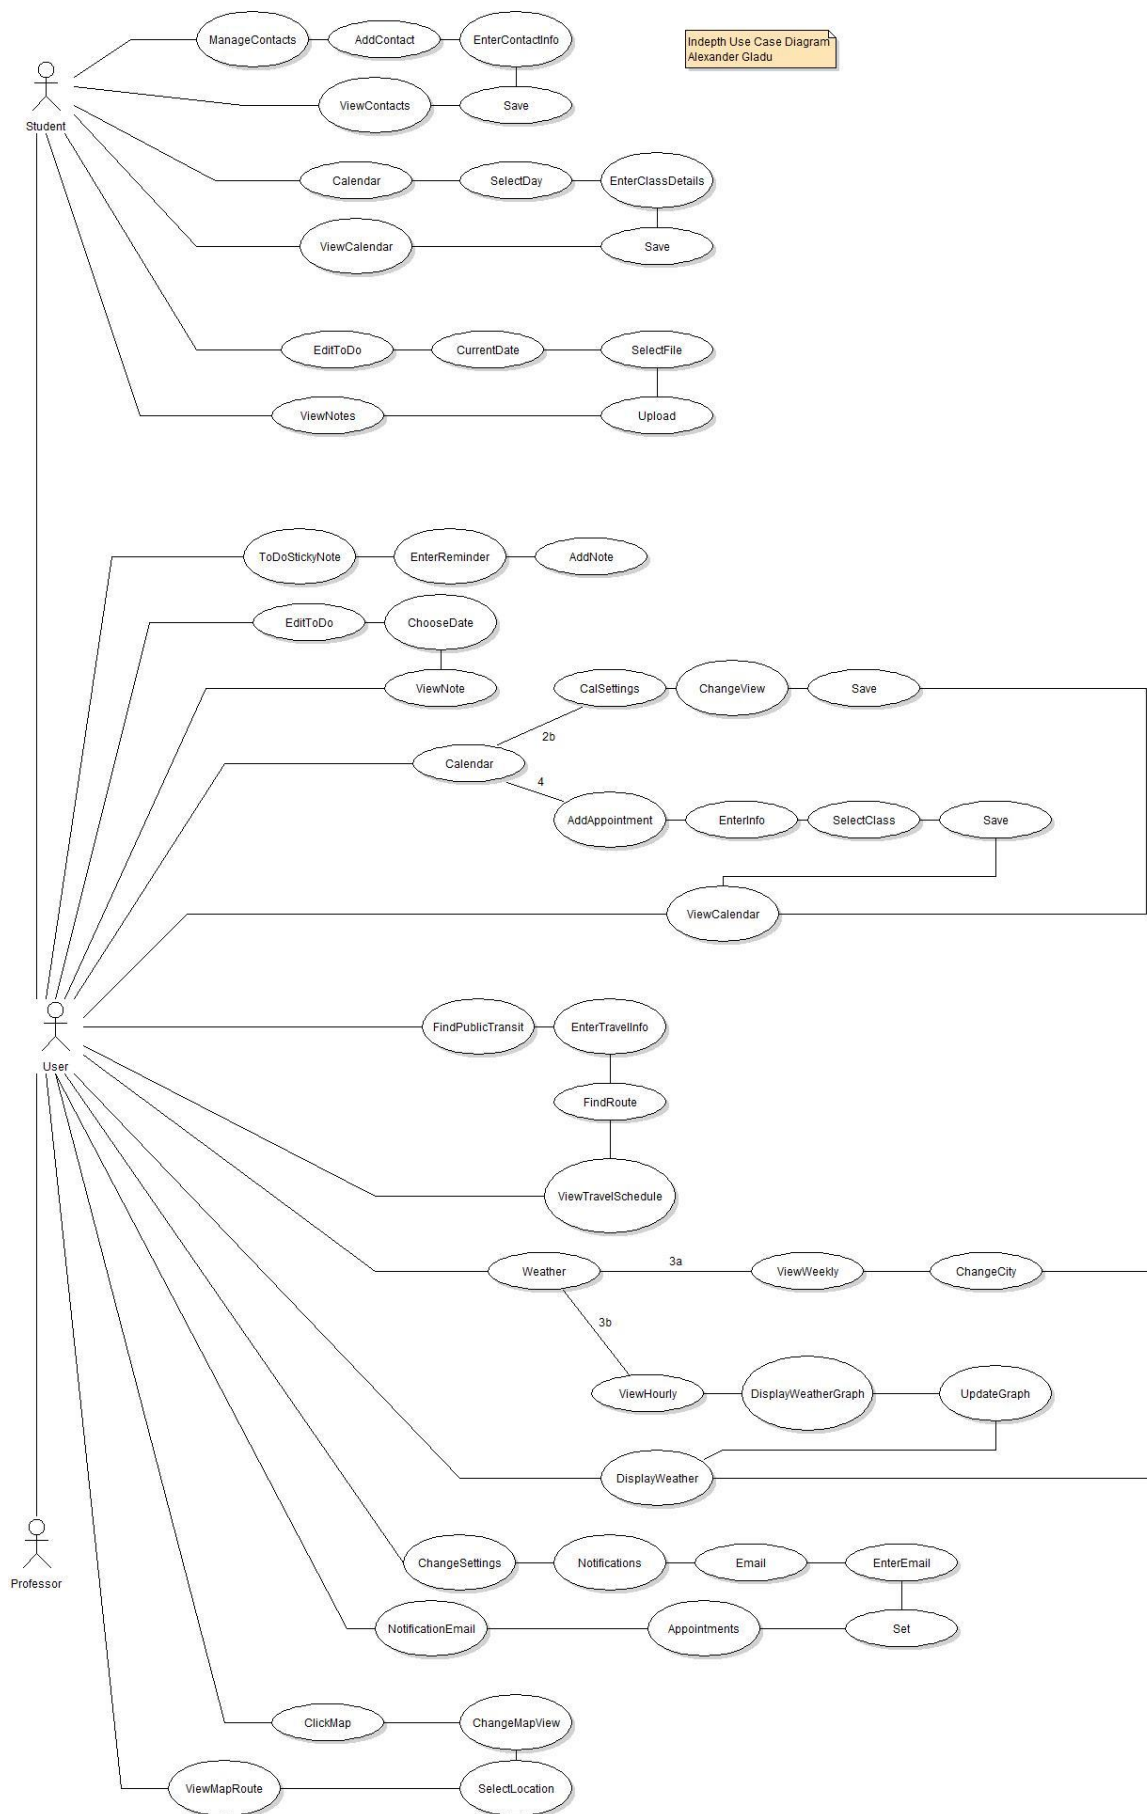 Indepth Use Case Diagram
Alexander Gladu
ManageContacts
AddContact
EnterContactInfo
ViewContacts
Save
Student
Calendar
SelectDay
EnterClassDetails
ViewCalendar
Save
EditToDo
CurrentDate
SelectFile
ViewNotes
Upload
ToDoStickyNote
EnterReminder
AddNote
EditToDo
ChooseDate
ViewNote
CalSettings
ChangeView
Save
2b
Calendar
4
AddAppointment
EnterInfo
SelectClass
Save
ViewCalendar
FindPublicTransit
EnterTravelInfo
User
FindRoute
ViewTravelSchedule
Weather
3a
ViewWeekly
ChangeCity
3b
ViewHourly
DisplayWeatherGraph
UpdateGraph
DisplayWeather
ChangeSettings
Notifications
Email
EnterEmail
Professor
NotificationEmail
Appointments
Set
ClickMap
ChangeMapView
ViewMapRoute
SelectLocation